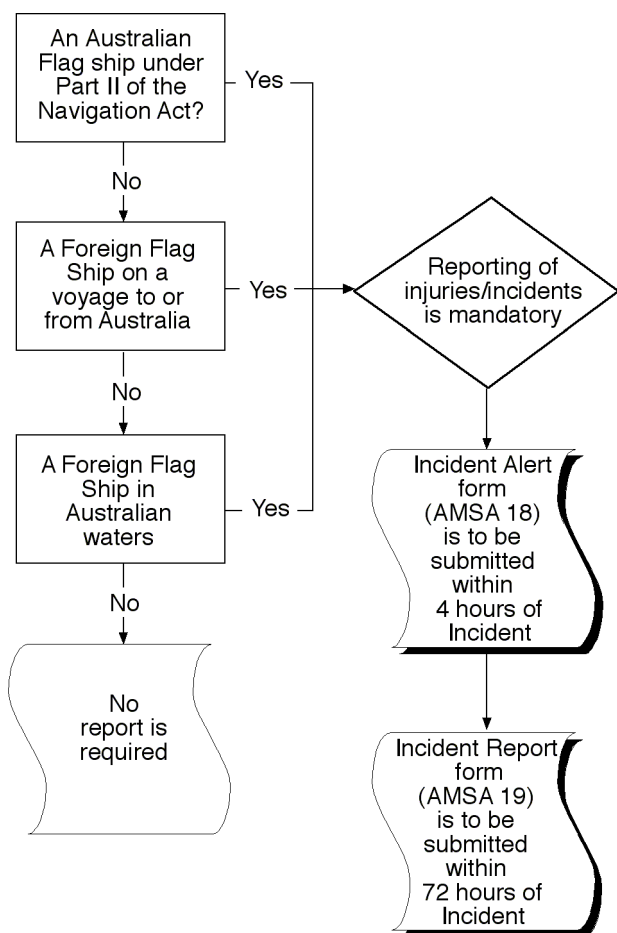 An Australian
Flag ship under
Part II of the
Navigation Act?
Yes
No
A Foreign Flag
Ship on a
voyage to or
from Australia
Yes
No
A Foreign Flag
Ship in
Australian
waters
Yes
No
No
report is
required
Reporting of
injuries/incidents
is mandatory
Incident Alert
form
(AMSA 18)
is to be
submitted
within
4 hours of
Incident
Incident Report
form
(AMSA 19)
is to be
submitted
within
72 hours of
Incident